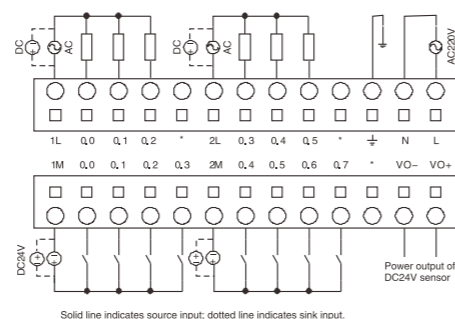 DC
AC
DC
AC
AC220V
1L 0.0 0.1 0.2 * 2L 0.3 0.4 0.5 * N L
1M 0.0 0.1 0.2 0.3 2M 0.4 0.5 0.6 0.7 * VO- VO+
DC24V
Power output of
DC24V sensor
Solid line indicates source input; dotted line indicates sink input.